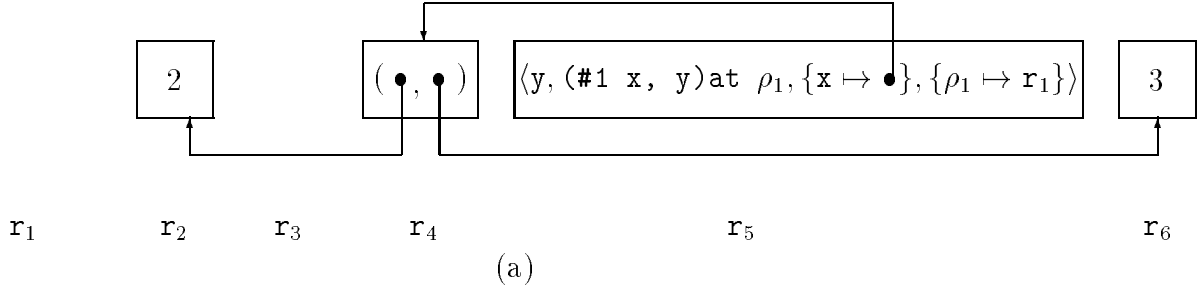 2 ( • , • ) ⟨y, (#1 x, y)at ρ₁, {x ↦ •}, {ρ₁ ↦ r₁}⟩ 3
r₁ r₂ r₃ r₄ r₅ r₆
(a)